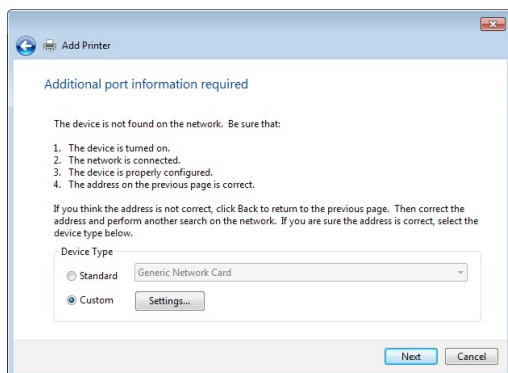 Add Printer
Additional port information required
The device is not found on the network. Be sure that:
1. The device is turned on.
2. The network is connected.
3. The device is properly configured.
4. The address on the previous page is correct.
If you think the address is not correct, click Back to return to the previous page. Then correct the
address and perform another search on the network. If you are sure the address is correct, select the
device type below.
Device Type
Standard Generic Network Card
Custom Settings...
Next Cancel